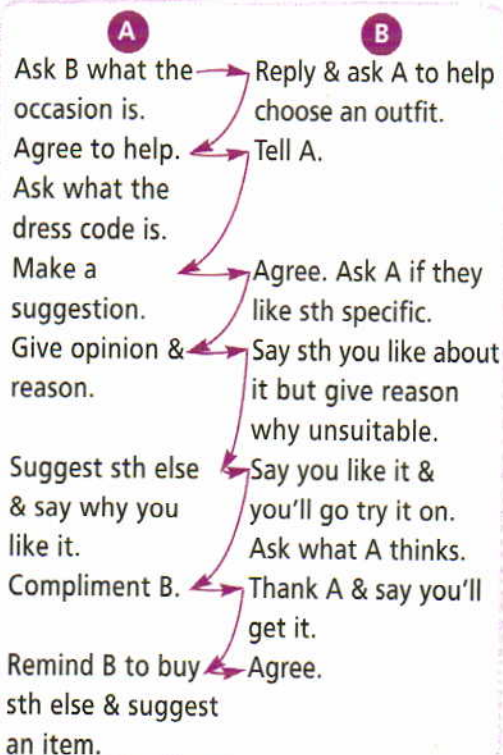 A
B
Ask B what the
occasion is.
Reply & ask A to help
choose an outfit.
Agree to help.
Ask what the
dress code is.
Tell A.
Make a
suggestion.
Agree. Ask A if they
like sth specific.
Give opinion &
reason.
Say sth you like about
it but give reason
why unsuitable.
Suggest sth else
& say why you
like it.
Say you like it &
you'll go try it on.
Ask what A thinks.
Compliment B.
Thank A & say you'll
get it.
Remind B to buy
sth else & suggest
an item.
Agree.